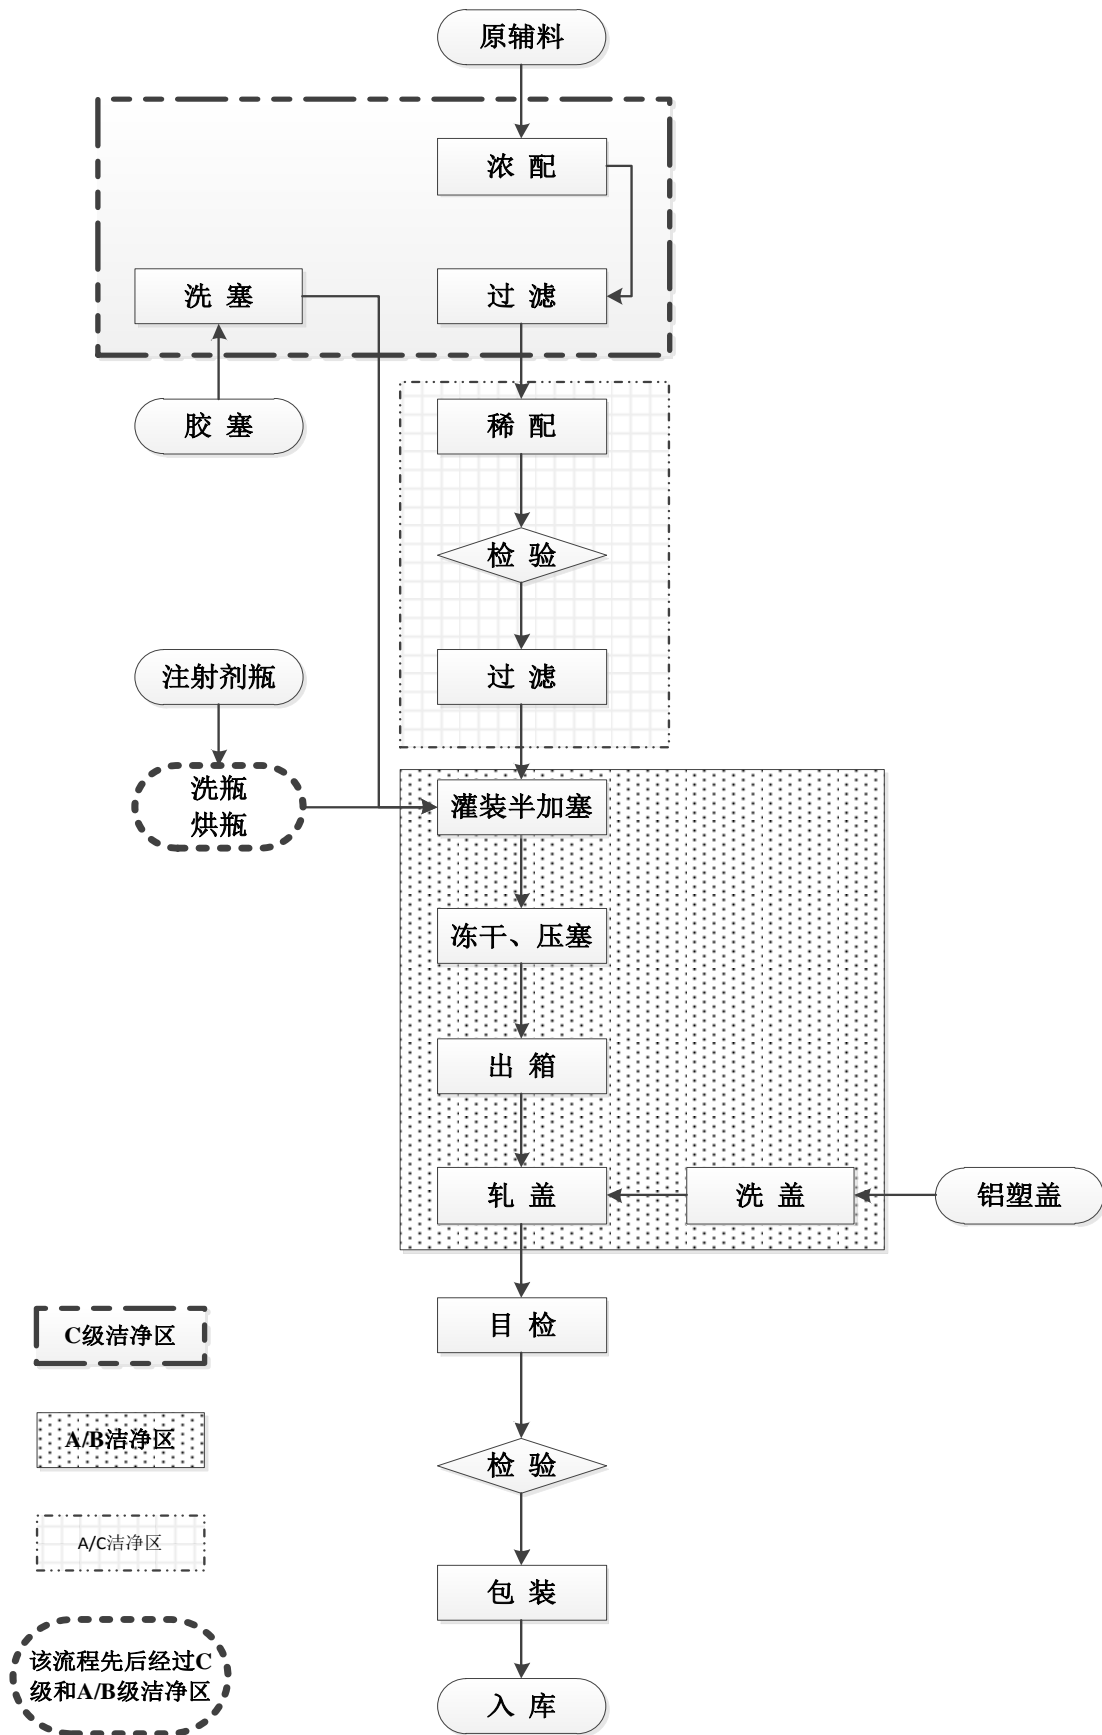 原辅料
浓 配
洗 塞
过 滤
胶 塞
稀 配
检 验
注射剂瓶
过 滤
洗瓶
烘瓶
灌装半加塞
冻干、压塞
出 箱
轧 盖
洗 盖
铝塑盖
目 检
C级洁净区
A/B洁净区
检 验
A/C洁净区
包 装
该流程先后经过C
级和A/B级洁净区
入 库